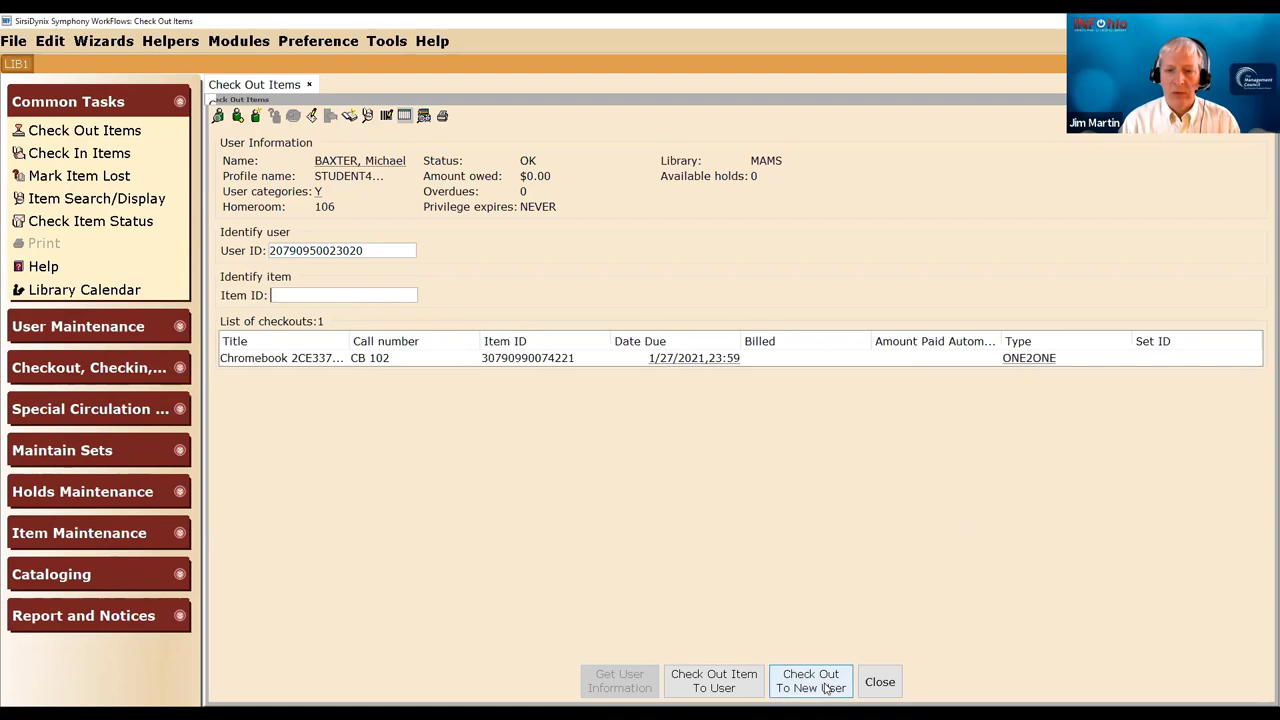 SirsiDynix Symphony WorkFlows: Check Out Items
File Edit Wizards Helpers Modules Preference Tools Help
LIB1
INFOhio
The Management Council
Jim Martin
Common Tasks
Check Out Items
Check In Items
Mark Item Lost
Item Search/Display
Check Item Status
Print
Help
Library Calendar
User Maintenance
Checkout, Checkin,...
Special Circulation ...
Maintain Sets
Holds Maintenance
Item Maintenance
Cataloging
Report and Notices
Check Out Items ×
Check Out Items
User Information
Name: BAXTER, Michael Status: OK Library: MAMS
Profile name: STUDENT4... Amount owed: $0.00 Available holds: 0
User categories: Y Overdues: 0
Homeroom: 106 Privilege expires: NEVER
Identify user
User ID: 20790950023020
Identify item
Item ID:
List of checkouts:1
Title Call number Item ID Date Due Billed Amount Paid Autom... Type Set ID
Chromebook 2CE337... CB 102 30790990074221 1/27/2021,23:59 ONE2ONE
Get User Information
Check Out Item To User
Check Out To New User
Close